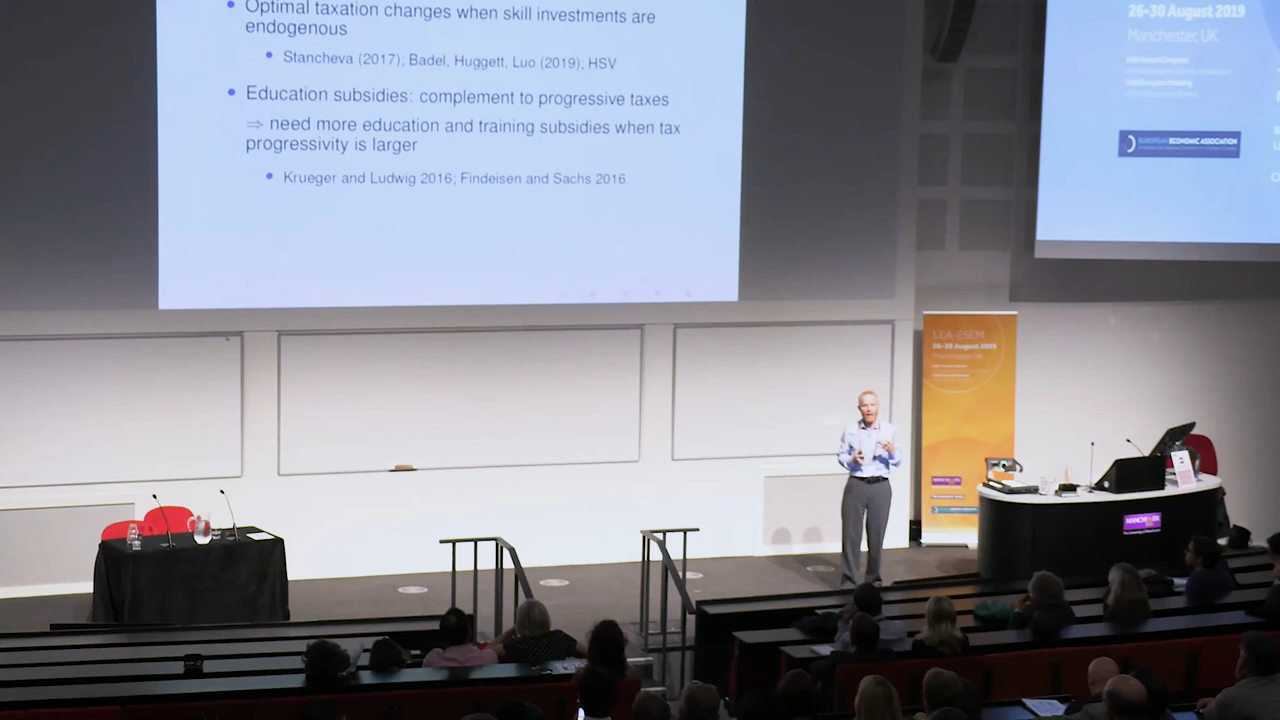 Optimal taxation changes when skill investments are
endogenous
Stancheva (2017); Badel, Huggett, Luo (2019); HSV
Education subsidies: complement to progressive taxes
⇒ need more education and training subsidies when tax
progressivity is larger
Krueger and Ludwig 2016; Findeisen and Sachs 2016
26-30 August 2019
Manchester, UK
EUROPEAN ECONOMIC ASSOCIATION
EEA-ESEM
26-30 August 2019
MANCHESTER